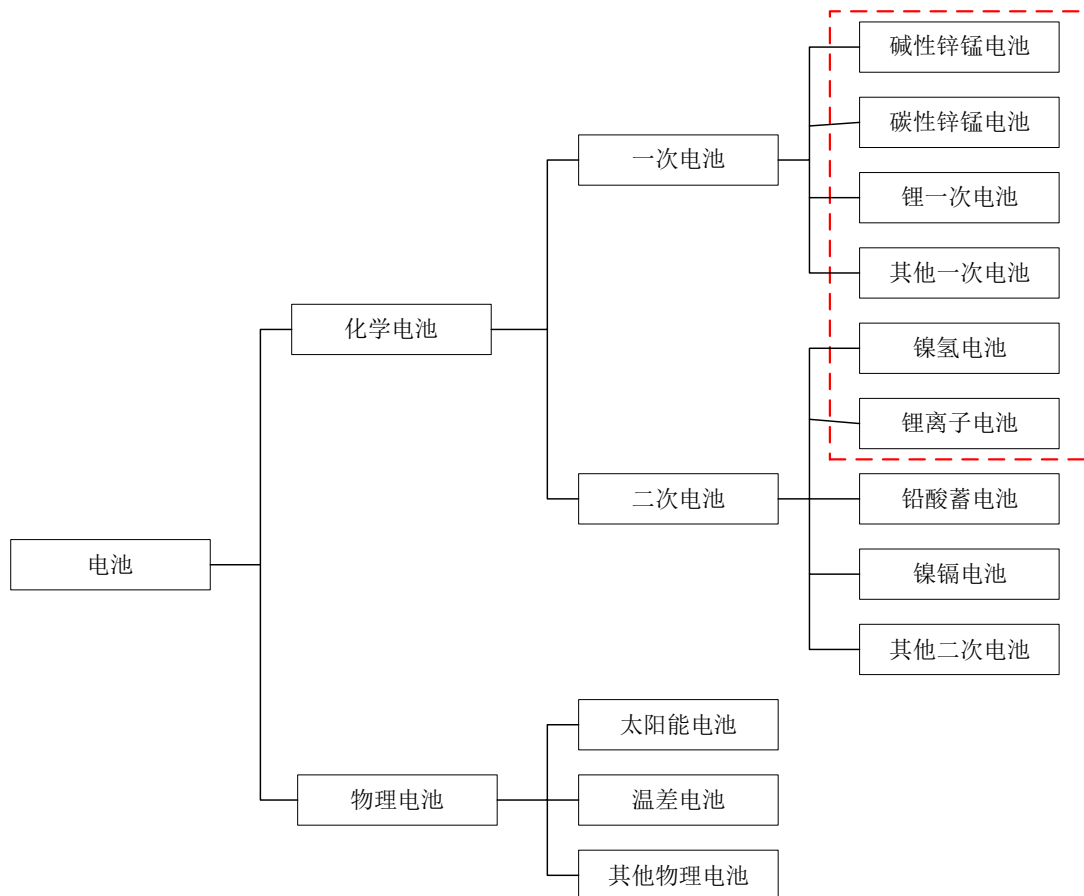 碱性锌锰电池
碳性锌锰电池
一次电池
锂一次电池
其他一次电池
化学电池
镍氢电池
锂离子电池
二次电池
铅酸蓄电池
电池
镍镉电池
其他二次电池
太阳能电池
物理电池
温差电池
其他物理电池